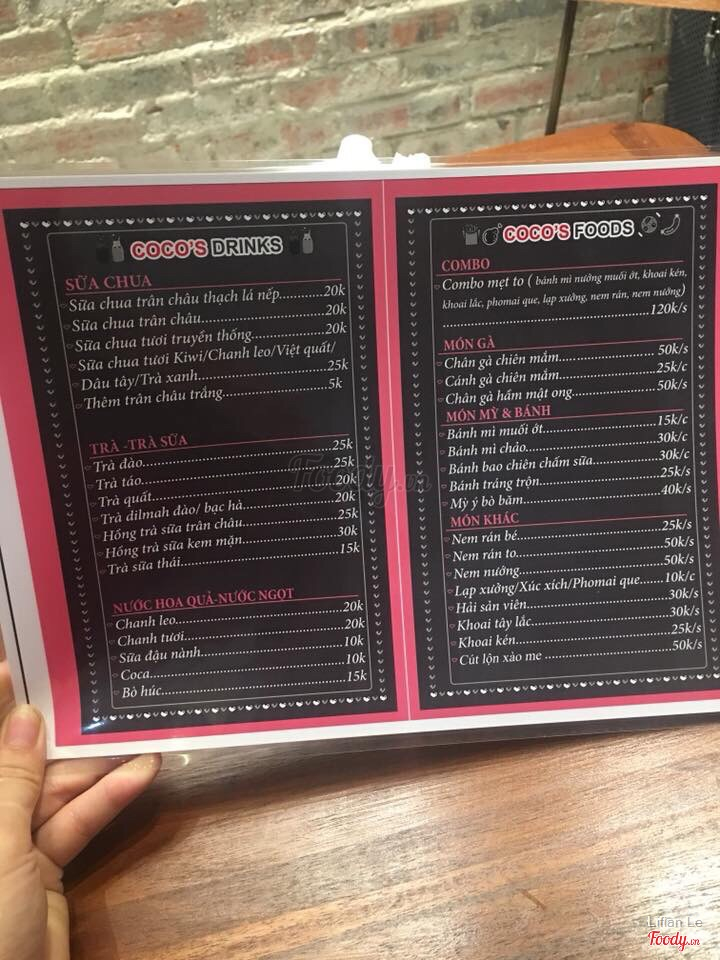 COCO'S DRINKS
SỮA CHUA
Sữa chua trân châu thạch lá nếp............20k
Sữa chua trân châu..............................20k
Sữa chua tươi truyền thống..................20k
Sữa chua tươi Kiwi/Chanh leo/Việt quất/
Dâu tây/Trà xanh..............................25k
Thêm trân châu trắng.........................5k
TRÀ -TRÀ SỮA
Trà đào...............................................25k
Trà táo................................................25k
Trà quất..............................................20k
Trà dilmah đào/ bạc hà.......................20k
Hồng trà sữa trân châu.......................25k
Hồng trà sữa kem mặn.......................30k
Trà sữa thái........................................15k
NƯỚC HOA QUẢ-NƯỚC NGỌT
Chanh leo...........................................20k
Chanh tươi.........................................20k
Sữa đậu nành......................................10k
Coca...................................................10k
Bò húc................................................15k
COCO'S FOODS
COMBO
Combo mẹt to ( bánh mì nướng muối ớt, khoai kén,
khoai lắc, phomai que, lạp xưởng, nem rán, nem nướng)
..................................................120k/s
MÓN GÀ
Chân gà chiên mắm........................ 50k/s
Cánh gà chiên mắm.........................25k/c
Chân gà hầm mật ong.....................50k/s
MÓN MỲ & BÁNH
Bánh mì muối ớt..............................15k/c
Bánh mì chảo...................................30k/c
Bánh bao chiên chấm sữa................30k/c
Bánh tráng trộn...............................25k/s
Mỳ ý bò băm....................................40k/s
MÓN KHÁC
Nem rán bé......................................25k/s
Nem rán to.......................................50k/s
Nem nướng......................................50k/s
Lạp xưởng/Xúc xích/Phomai que......10k/c
Hải sản viên.....................................30k/s
Khoai tây lắc....................................30k/s
Khoai kén.........................................25k/s
Cút lộn xào me ................................50k/s
Foody.vn
Lilian Le
Foody.vn